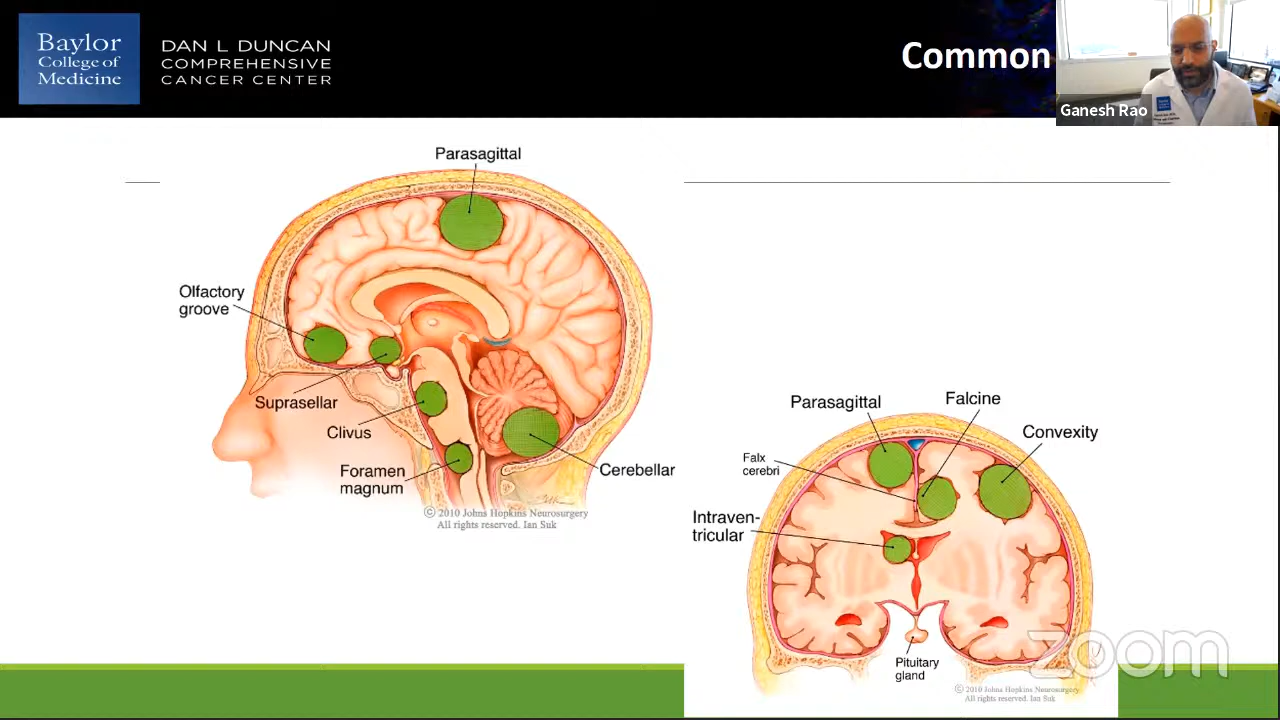 Baylor
College of
Medicine
DAN L DUNCAN
COMPREHENSIVE
CANCER CENTER
Common
Ganesh Rao
Parasagittal
Olfactory
groove
Suprasellar
Clivus
Foramen
magnum
Cerebellar
© 2010 Johns Hopkins Neurosurgery
All rights reserved. Ian Suk
Parasagittal
Falcine
Convexity
Falx
cerebri
Intraven-
tricular
Pituitary
gland
© 2010 Johns Hopkins Neurosurgery
All rights reserved. Ian Suk
zoom